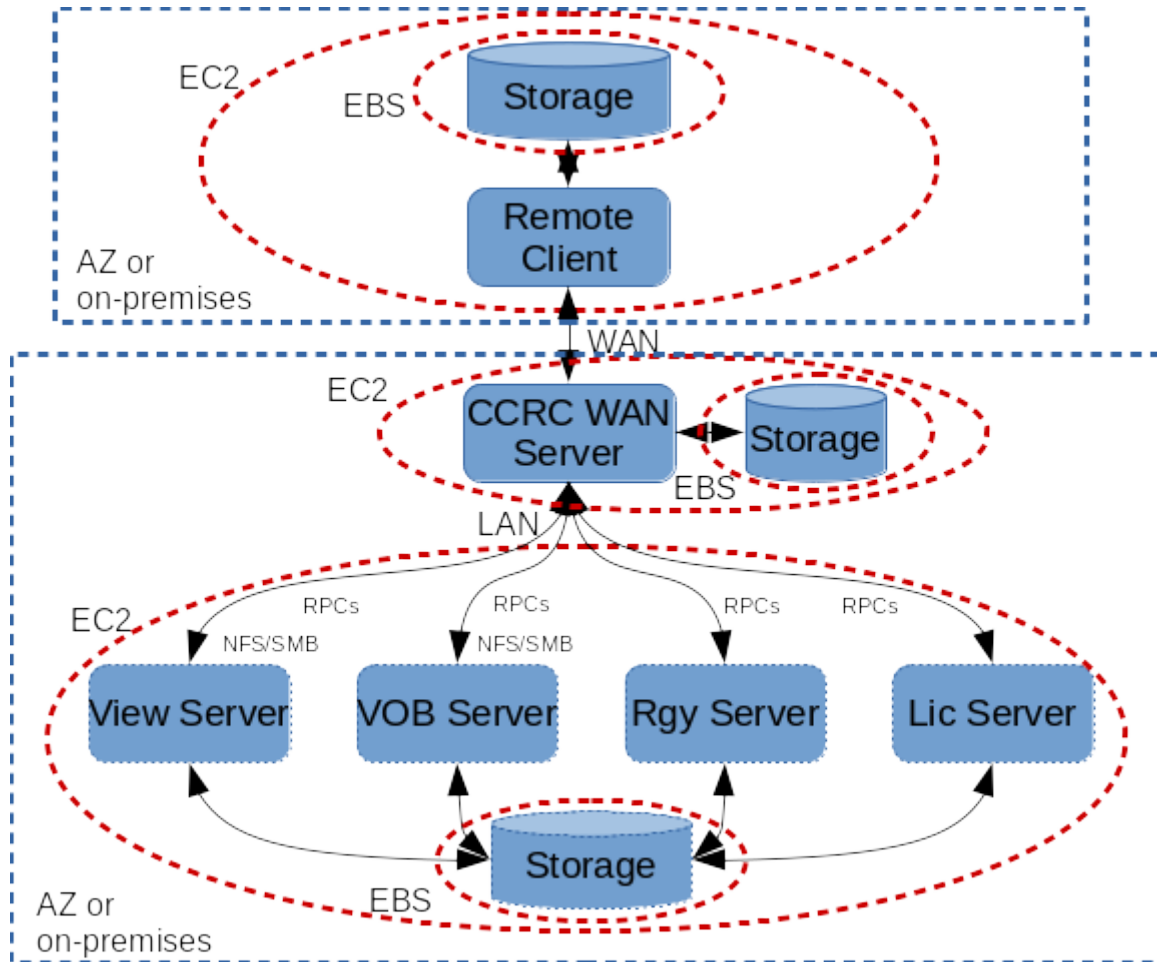 EC2
Storage
EBS
Remote
Client
AZ or
on-premises
WAN
EC2
CCRC WAN
Server
Storage
EBS
LAN
EC2
RPCs
RPCs
RPCs
RPCs
NFS/SMB
NFS/SMB
View Server
VOB Server
Rgy Server
Lic Server
Storage
EBS
AZ or
on-premises